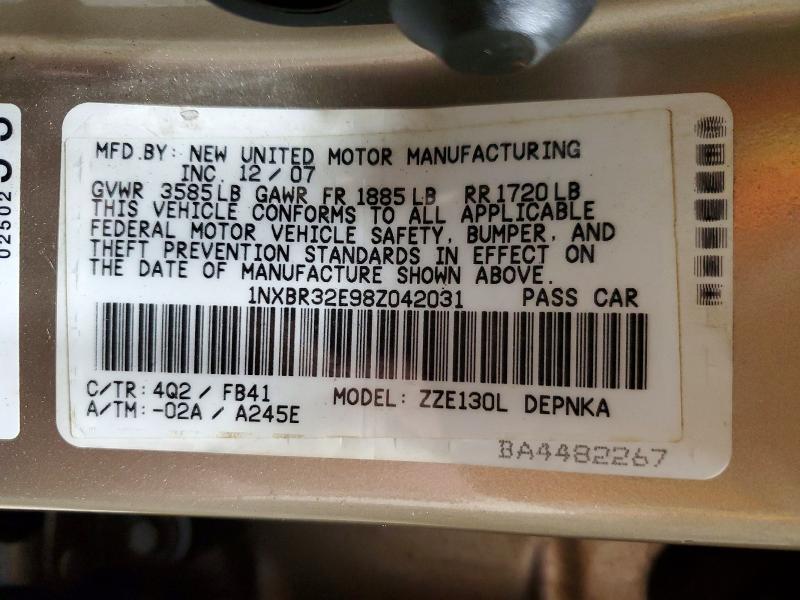 MFD.BY: NEW UNITED MOTOR MANUFACTURING
INC. 12/07
GVWR 3585LB GAWR FR 1885LB RR1720LB
THIS VEHICLE CONFORMS TO ALL APPLICABLE
FEDERAL MOTOR VEHICLE SAFETY, BUMPER, AND
THEFT PREVENTION STANDARDS IN EFFECT ON
THE DATE OF MANUFACTURE SHOWN ABOVE.
1NXBR32E98Z042031 PASS CAR
C/TR: 4Q2 / FB41 MODEL: ZZE130L DEPNKA
A/TM: -02A / A245E
BA4482267
02502